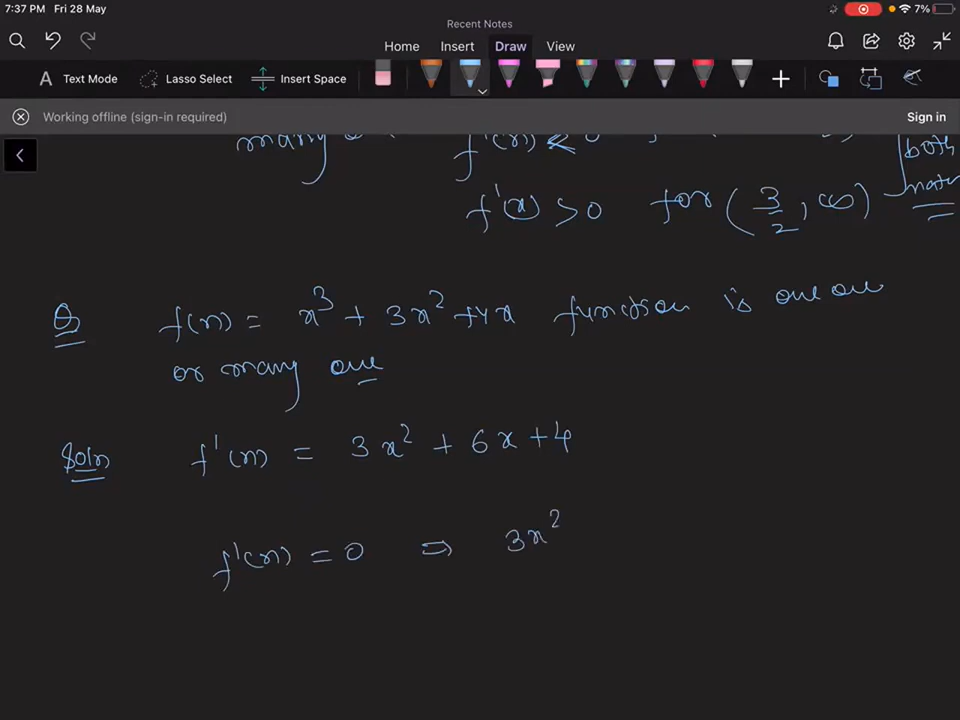 7:37 PM Fri 28 May 7%
Recent Notes
Home Insert Draw View
Text Mode Lasso Select Insert Space
Working offline (sign-in required) Sign in
many
both
f'(x) > 0 for (3/2, ∞)
Q f(x) = x³ + 3x² + 4x function is one one
or many one
Soln f'(x) = 3x² + 6x + 4
f'(x) = 0 ⇒ 3x²